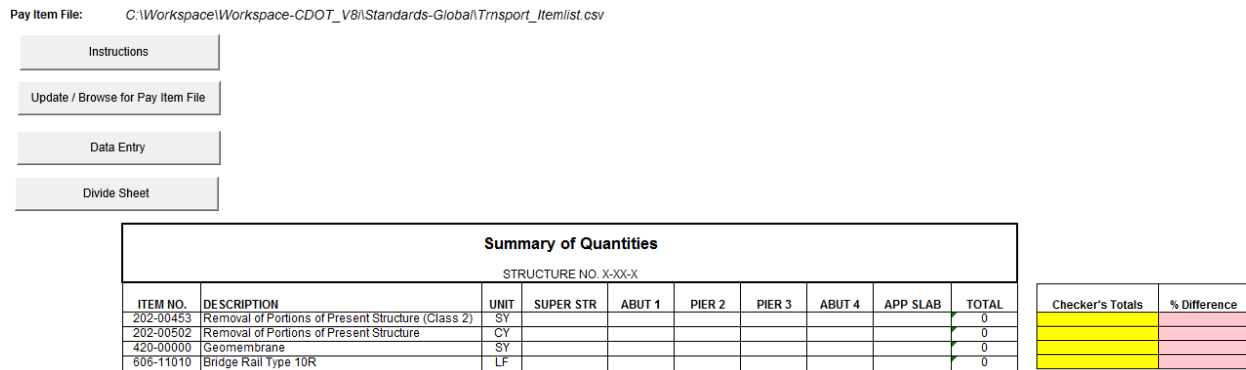 Pay Item File: C:\Workspace\Workspace-CDOT_V8i\Standards-Global\Trnsport_Itemlist.csv
Instructions
Update / Browse for Pay Item File
Data Entry
Divide Sheet
Summary of Quantities
STRUCTURE NO. X-XX-X
ITEM NO. DESCRIPTION UNIT SUPER STR ABUT 1 PIER 2 PIER 3 ABUT 4 APP SLAB TOTAL Checker's Totals % Difference
202-00453 Removal of Portions of Present Structure (Class 2) SY 0
202-00502 Removal of Portions of Present Structure CY 0
420-00000 Geomembrane SY 0
606-11010 Bridge Rail Type 10R LF 0